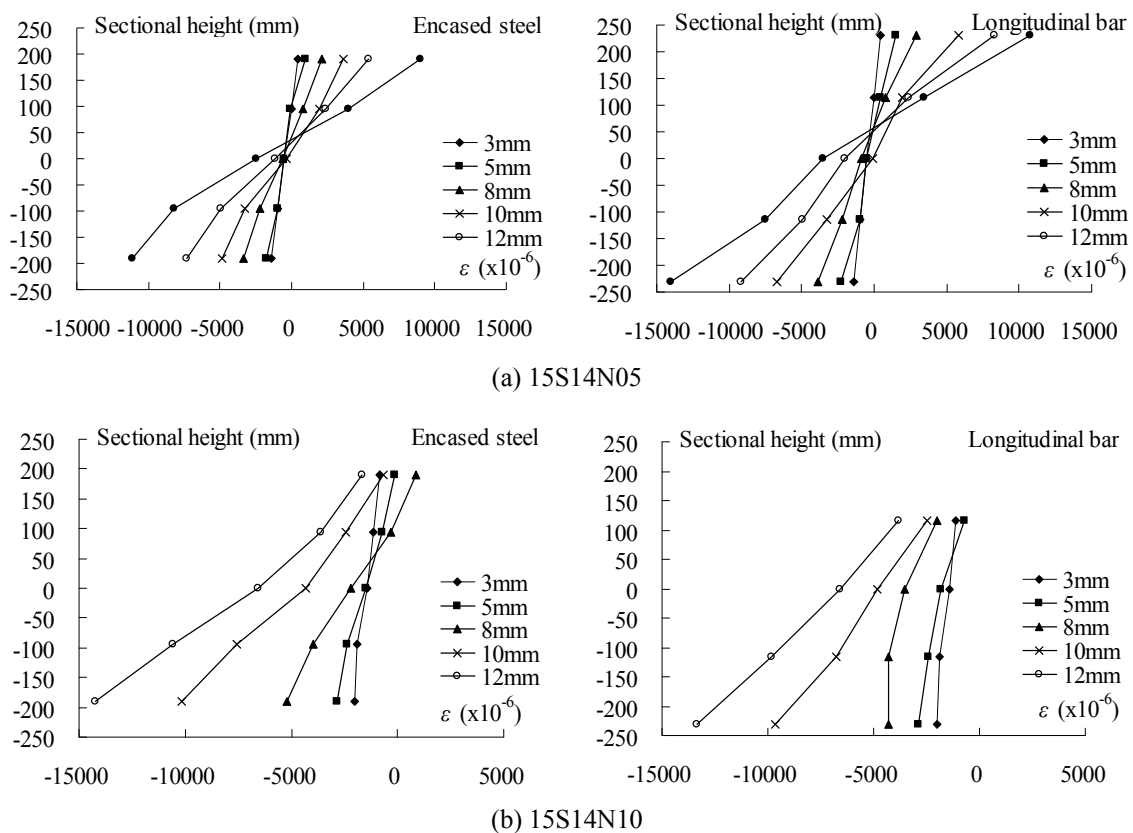 Sectional height (mm) Encased steel
250
200
150
100
50
0
-50
-100
-150
-200
-250
3mm
5mm
8mm
10mm
12mm
ε (x10⁻⁶)
-15000 -10000 -5000 0 5000 10000 15000
Sectional height (mm) Longitudinal bar
250
200
150
100
50
0
-50
-100
-150
-200
-250
3mm
5mm
8mm
10mm
12mm
ε (x10⁻⁶)
-15000 -10000 -5000 0 5000 10000 15000
(a) 15S14N05
Sectional height (mm) Encased steel
250
200
150
100
50
0
-50
-100
-150
-200
-250
3mm
5mm
8mm
10mm
12mm
ε (x10⁻⁶)
-15000 -10000 -5000 0 5000
Sectional height (mm) Longitudinal bar
250
200
150
100
50
0
-50
-100
-150
-200
-250
3mm
5mm
8mm
10mm
12mm
ε (x10⁻⁶)
-15000 -10000 -5000 0 5000
(b) 15S14N10